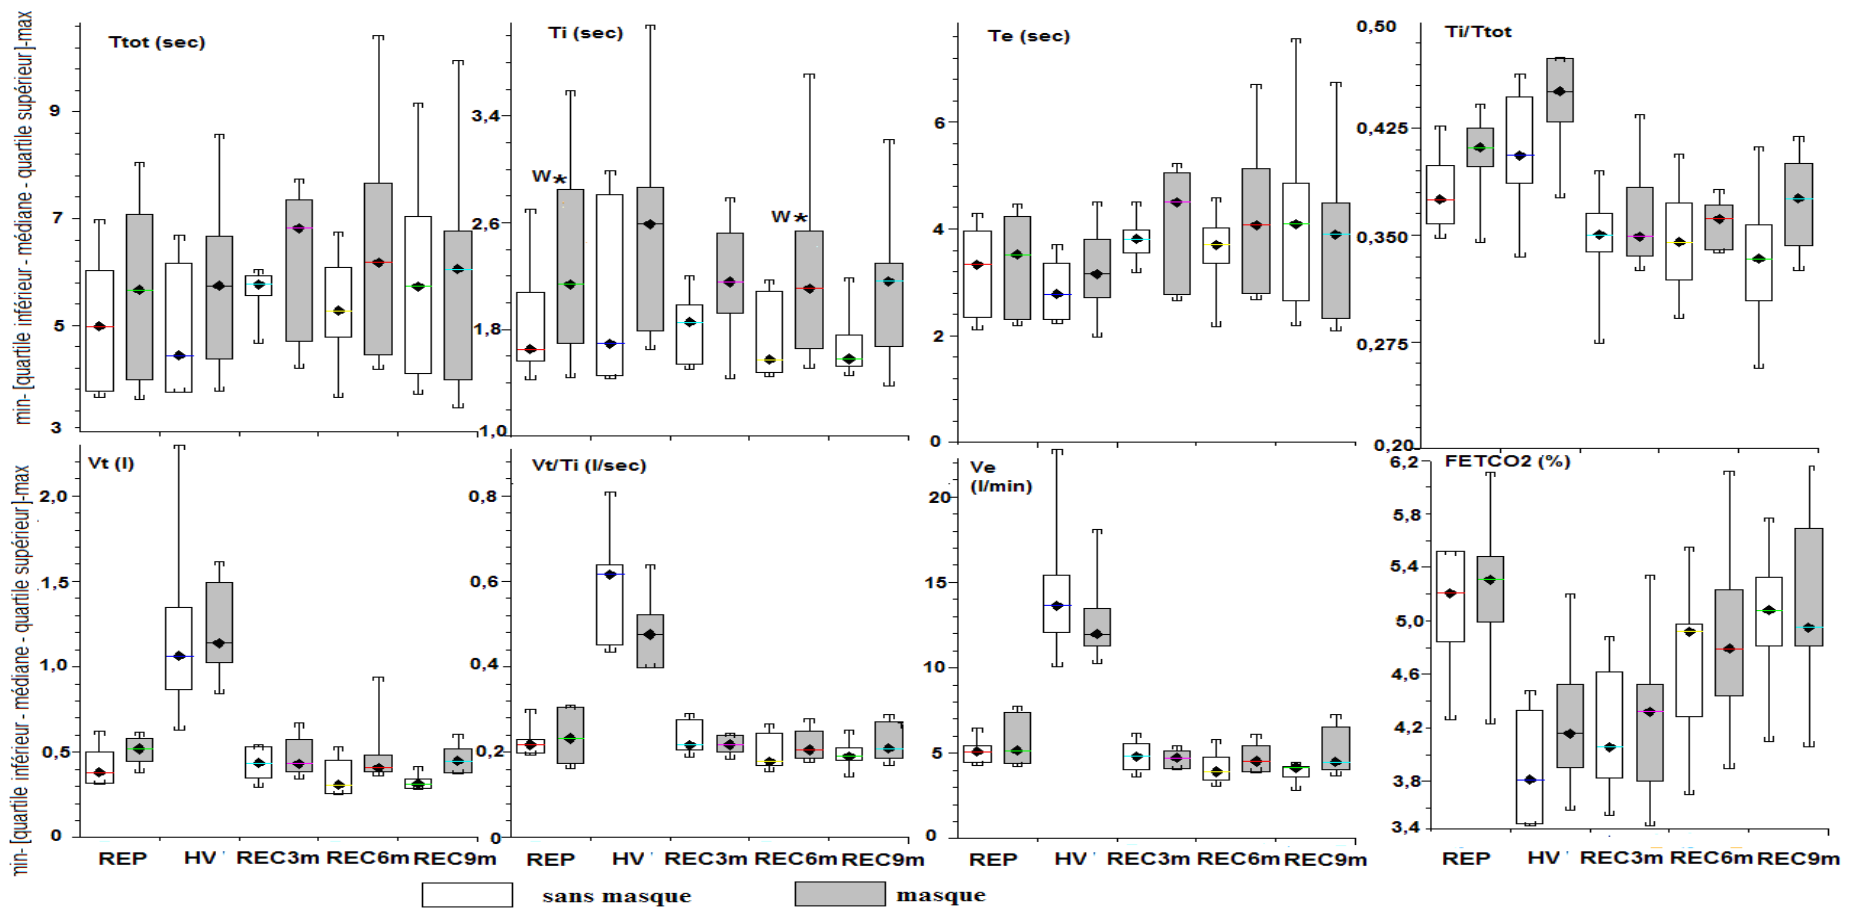 min- [quartile inférieur - médiane - quartile supérieur]-max
Ttot (sec)
9
7
5
3
Ti (sec)
3,4
2,6
1,8
1,0
W*
W*
Te (sec)
6
4
2
0
Ti/Ttot
0,50
0,425
0,350
0,275
0,20
min- [quartile inférieur - médiane - quartile supérieur]-max
Vt (l)
2,0
1,5
1,0
0,5
0
Vt/Ti (l/sec)
0,8
0,6
0,4
0,2
0
Ve
(l/min)
20
15
10
5
0
FETCO2 (%)
6,2
5,8
5,4
5,0
4,6
4,2
3,8
3,4
REP HV ' REC3m REC6m REC9m
REP HV ' REC3m REC6m REC9m
REP HV REC3m REC6m REC9m
REP HV REC3m REC6m REC9m
sans masque
masque